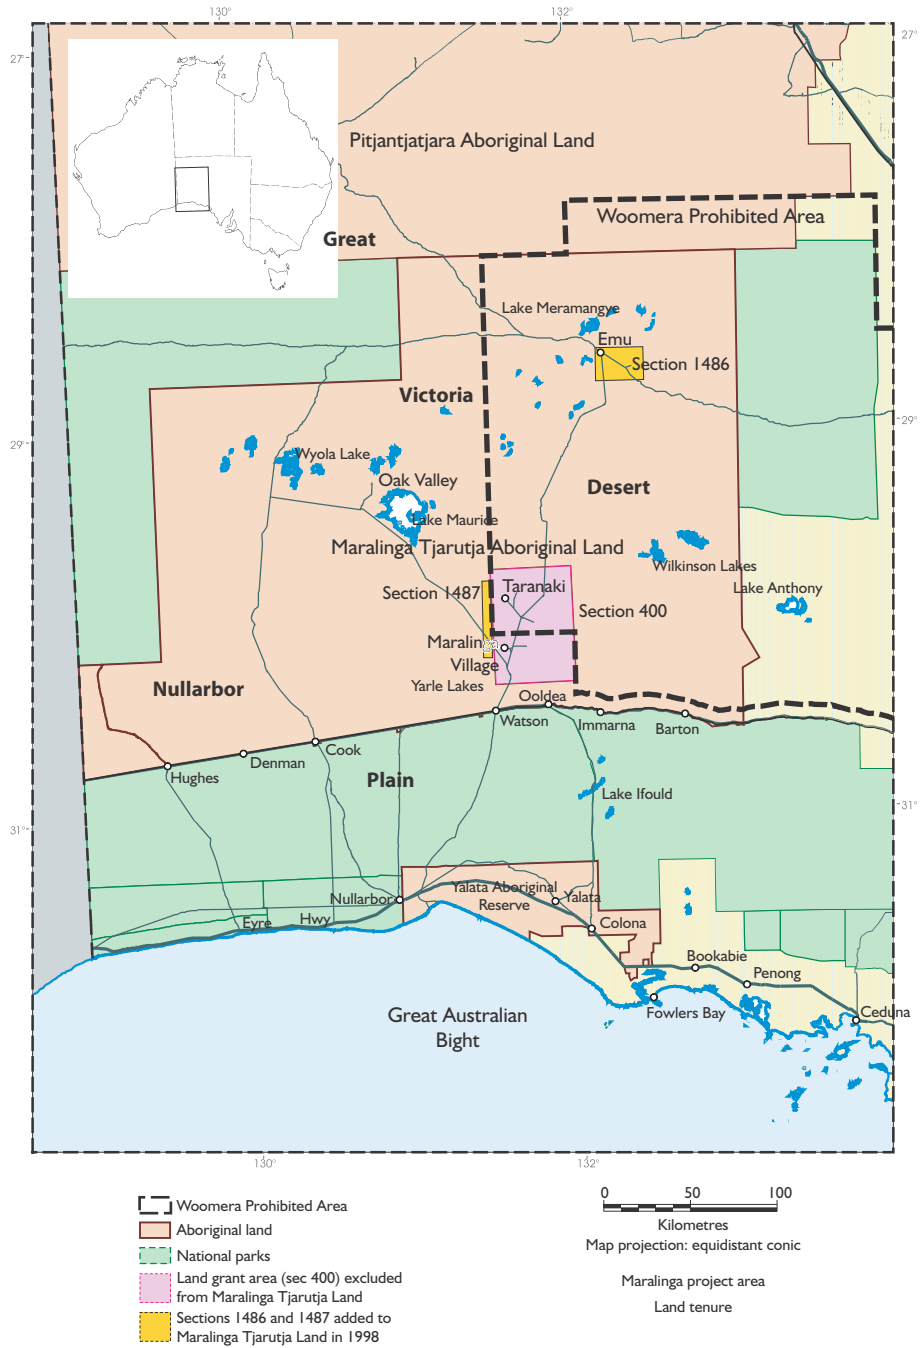 130°
132°
27°
27°
Pitjantjatjara Aboriginal Land
Woomera Prohibited Area
Great
Lake Meramangye
Emu
Section 1486
Victoria
29°
29°
Wyola Lake
Oak Valley
Desert
Lake Maurice
Maralinga Tjarutja Aboriginal Land
Wilkinson Lakes
Section 1487
Taranaki
Lake Anthony
Section 400
Maralin
Village
Nullarbor
Yarle Lakes
Ooldea
Watson
Immarna
Barton
Cook
Denman
Hughes
Plain
Lake Ifould
31°
31°
Nullarbor
Yalata Aboriginal
Reserve
Yalata
Eyre
Hwy
Colona
Bookabie
Penong
Fowlers Bay
Ceduna
Great Australian
Bight
130°
132°
Woomera Prohibited Area
Aboriginal land
National parks
Land grant area (sec 400) excluded
from Maralinga Tjarutja Land
Sections 1486 and 1487 added to
Maralinga Tjarutja Land in 1998
0 50 100
Kilometres
Map projection: equidistant conic
Maralinga project area
Land tenure